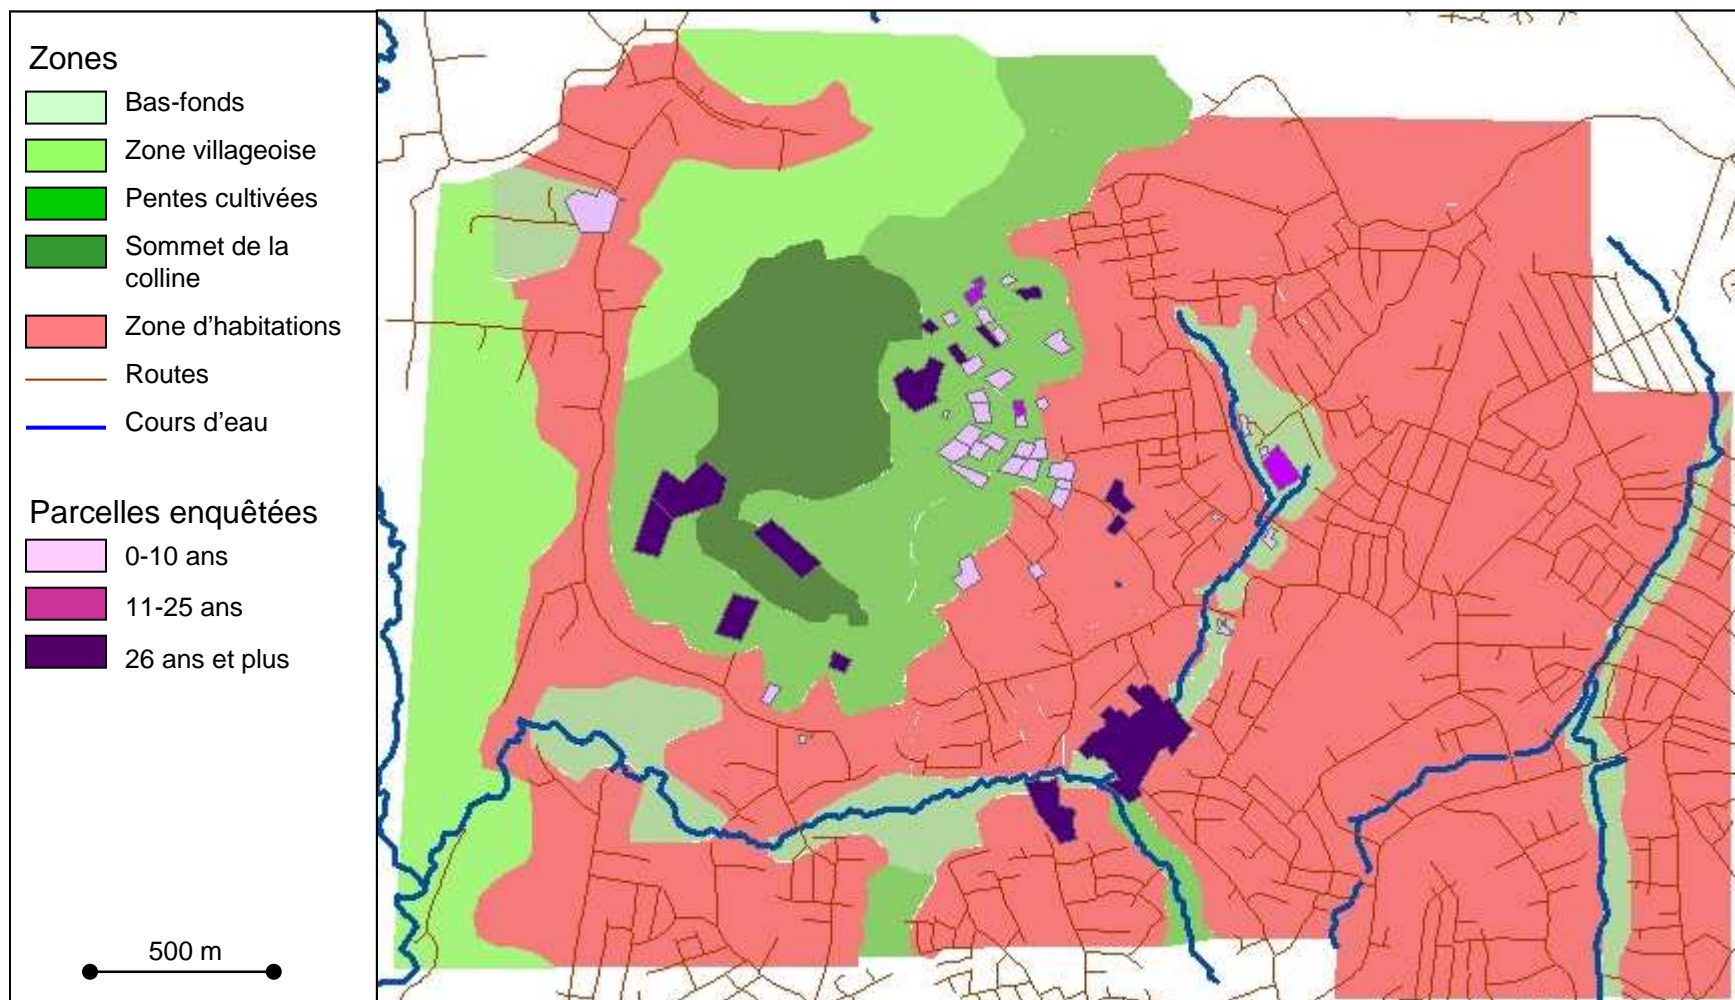 Zones
Bas-fonds
Zone villageoise
Pentes cultivées
Sommet de la
colline
Zone d'habitations
Routes
Cours d'eau
Parcelles enquêtées
0-10 ans
11-25 ans
26 ans et plus
500 m